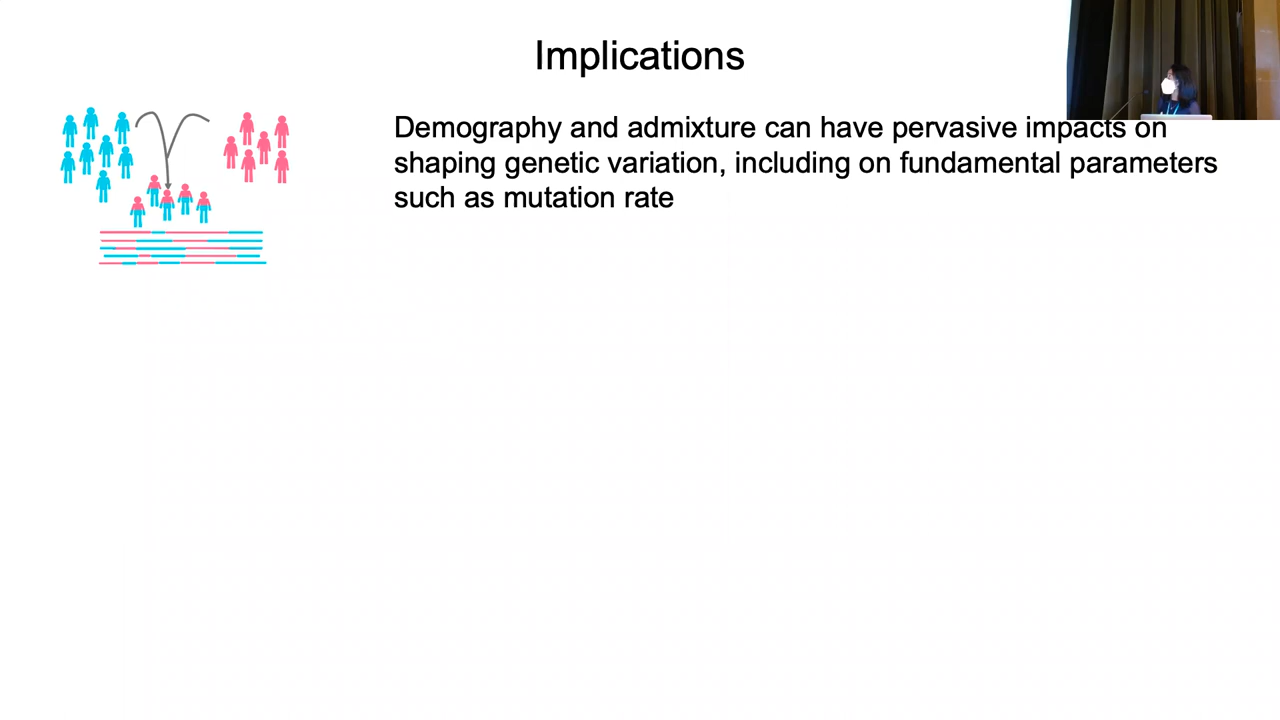 Implications
Demography and admixture can have pervasive impacts on
shaping genetic variation, including on fundamental parameters
such as mutation rate